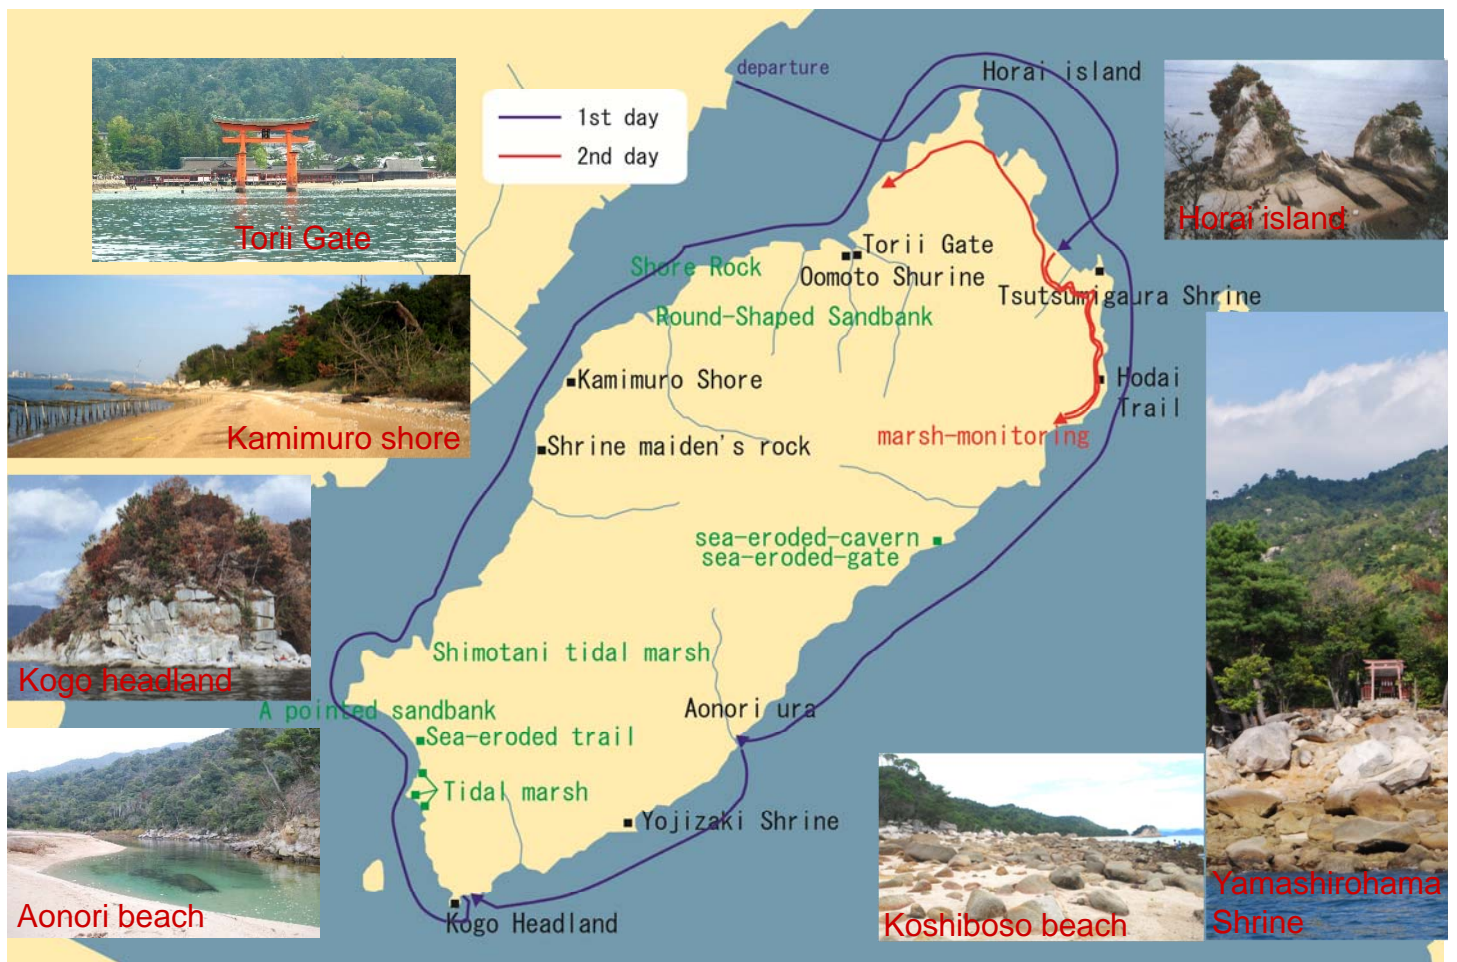 departure
Horai island
1st day
2nd day
Torii Gate
Horai island
Torii Gate
Oomoto Shurine
Shore Rock
Tsutsumigaura Shrine
Round-Shaped Sandbank
Kamimuro Shore
Hodai
Trail
Kamimuro shore
marsh-monitoring
Shrine maiden's rock
sea-eroded-cavern
sea-eroded-gate
Shimotani tidal marsh
Kogo headland
A pointed sandbank
Aonori ura
Sea-eroded trail
Tidal marsh
Yojizaki Shrine
Yamashirohama
Shrine
Aonori beach
Kogo Headland
Koshiboso beach